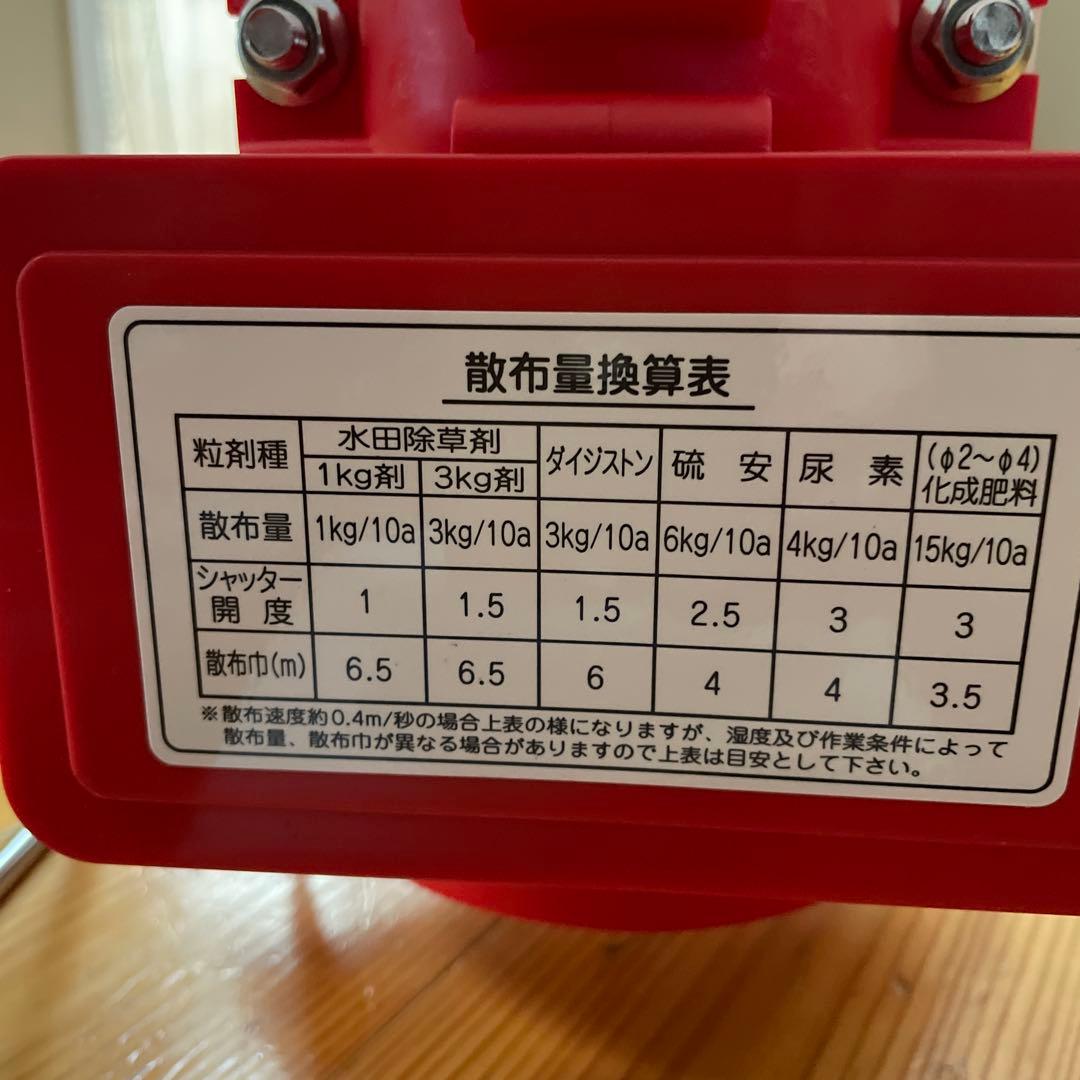 散布量換算表
粒剤種 水田除草剤 ダイジストン 硫安 尿素 (φ2～φ4)化成肥料
1kg剤 3kg剤
散布量 1kg/10a 3kg/10a 3kg/10a 6kg/10a 4kg/10a 15kg/10a
シャッター開度 1 1.5 1.5 2.5 3 3
散布巾(m) 6.5 6.5 6 4 4 3.5
※散布速度約0.4m/秒の場合上表の様になりますが、湿度及び作業条件によって
散布量、散布巾が異なる場合がありますので上表は目安として下さい。